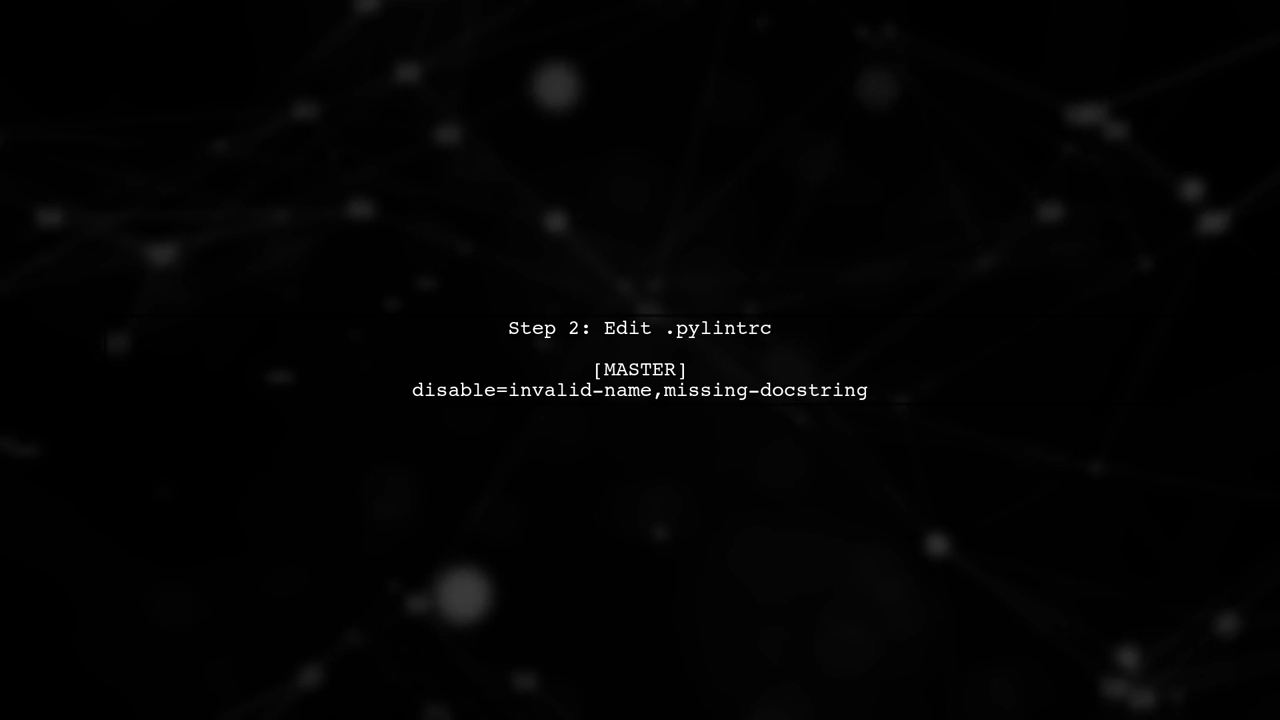 Step 2: Edit .pylintrc
[MASTER]
disable=invalid-name,missing-docstring